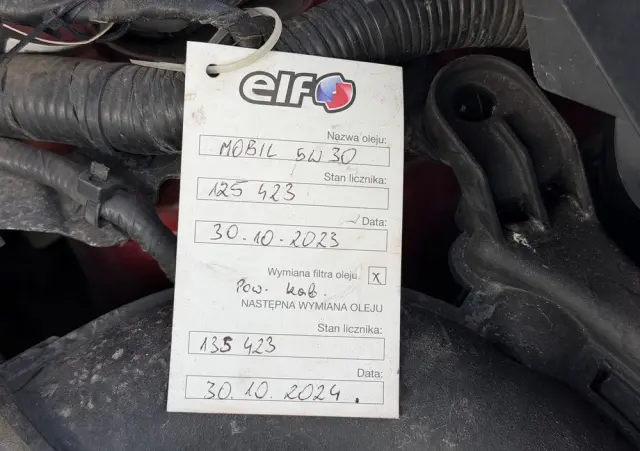 elf
Nazwa oleju:
MOBIL 5W30
Stan licznika:
125 423
Data:
30.10.2023
Wymiana filtra oleju x
Pow. kab.
NASTĘPNA WYMIANA OLEJU
Stan licznika:
135 423
Data:
30.10.2024.